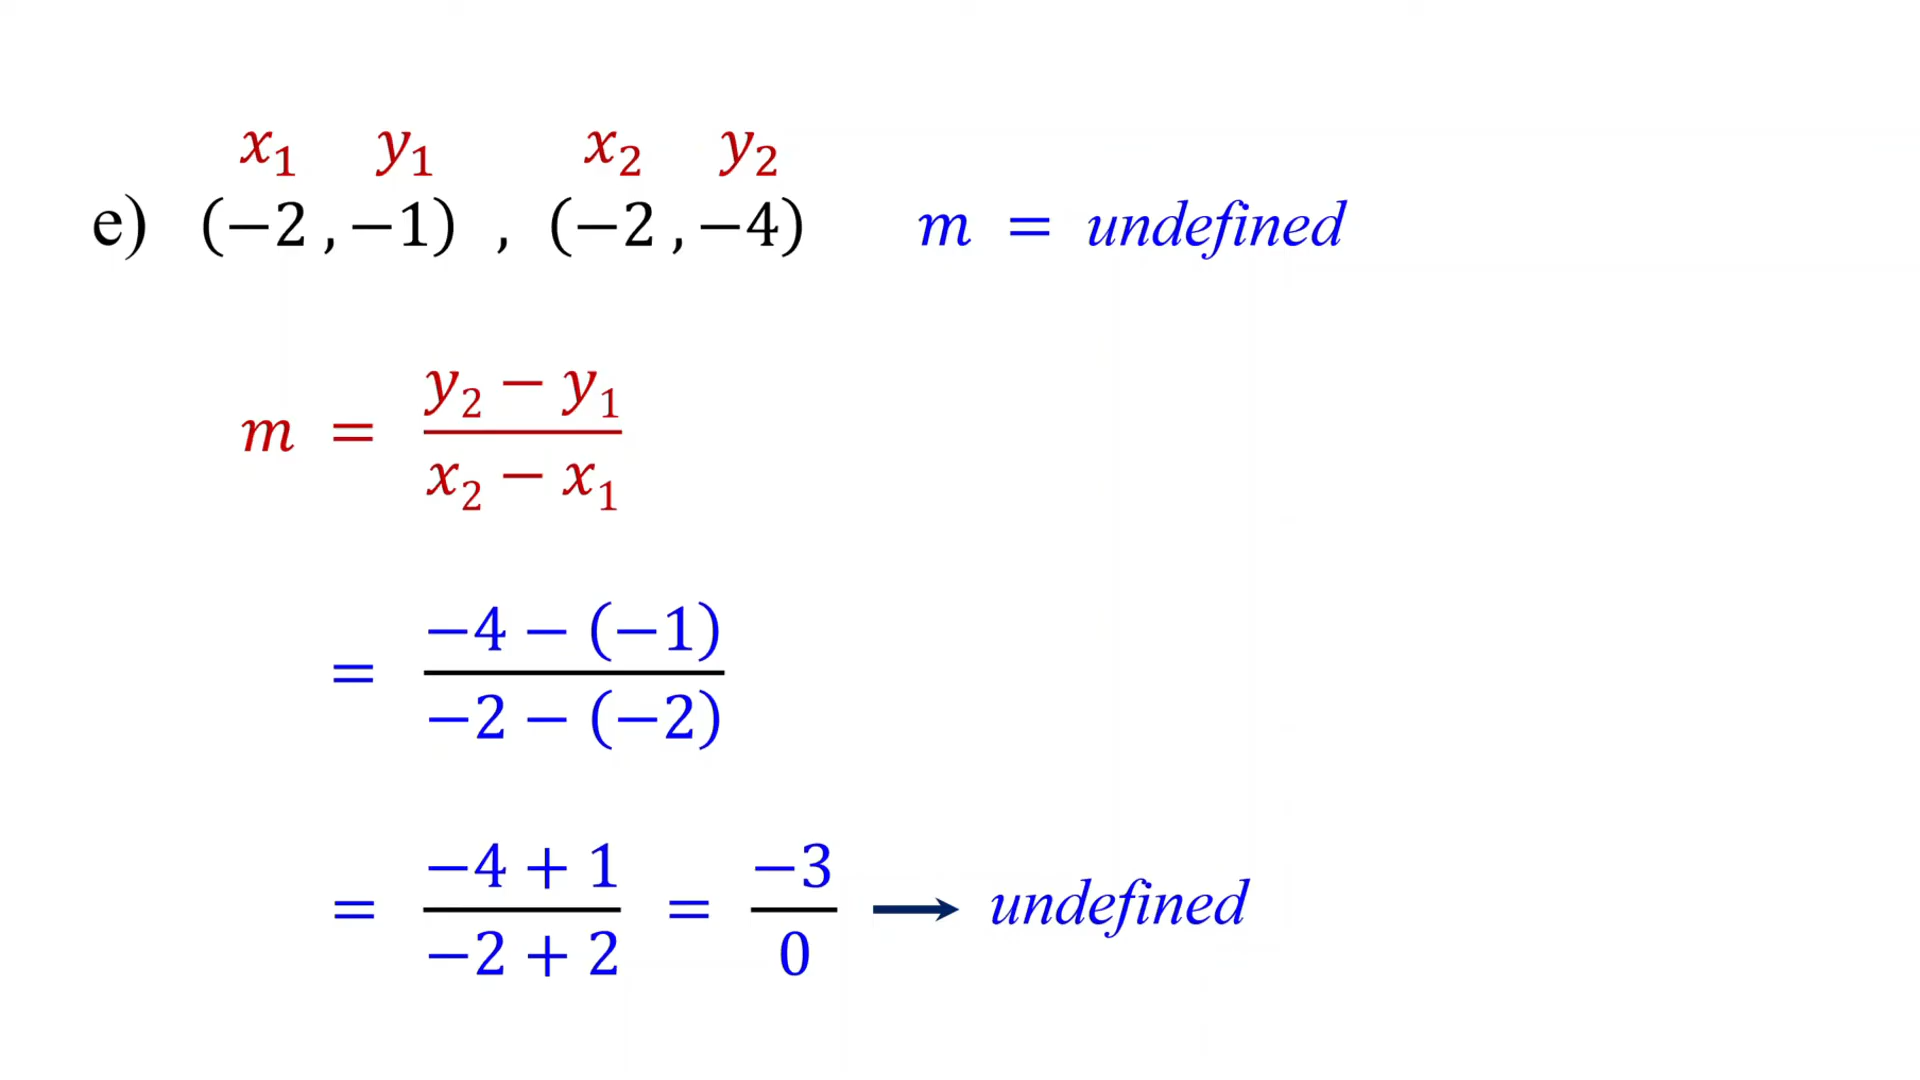 x₁ y₁ x₂ y₂
e) (−2 , −1) , (−2 , −4) m = undefined
m = (y₂ − y₁)/(x₂ − x₁)
= (−4 − (−1))/(−2 − (−2))
= (−4 + 1)/(−2 + 2) = −3/0 → undefined